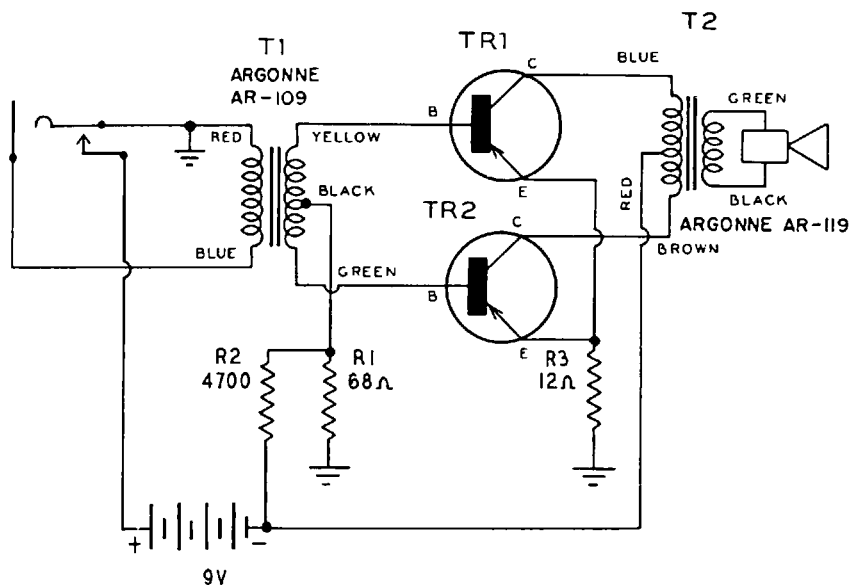 T1
ARGONNE
AR-109
TR1
T2
C
BLUE
GREEN
B
RED
YELLOW
BLACK
E
RED
BLACK
TR2
C
ARGONNE AR-119
BROWN
BLUE
GREEN
B
E
R2
4700
R1
68Ω
R3
12Ω
+
-
9V